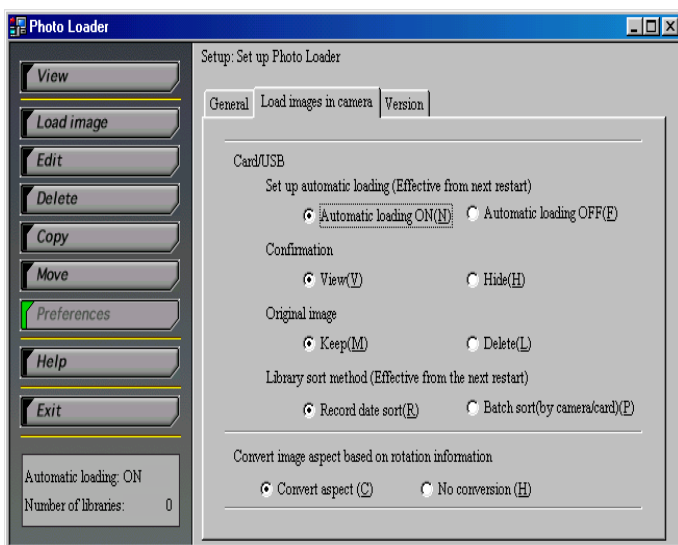 Photo Loader
View
Load image
Edit
Delete
Copy
Move
Preferences
Help
Exit
Automatic loading: ON
Number of libraries: 0
Setup: Set up Photo Loader
General Load images in camera Version
Card/USB
Set up automatic loading (Effective from next restart)
Automatic loading ON(N) Automatic loading OFF(F)
Confirmation
View(V) Hide(H)
Original image
Keep(M) Delete(L)
Library sort method (Effective from the next restart)
Record date sort(R) Batch sort(by camera/card)(P)
Convert image aspect based on rotation information
Convert aspect (C) No conversion (H)